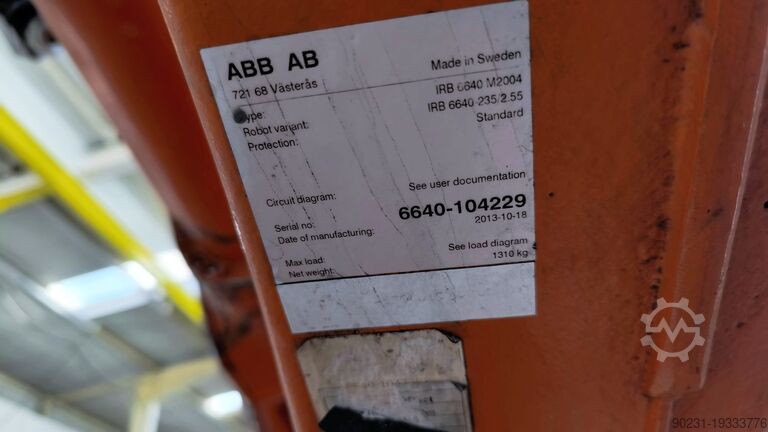 ABB AB
Made in Sweden
721 68 Västerås
ype: IRB 6640 M2004
Robot variant: IRB 6640-235/2.55
Protection: Standard
Circuit diagram: See user documentation
Serial no: 6640-104229
Date of manufacturing: 2013-10-18
Max load: See load diagram
Net weight: 1310 kg
90231-19333776